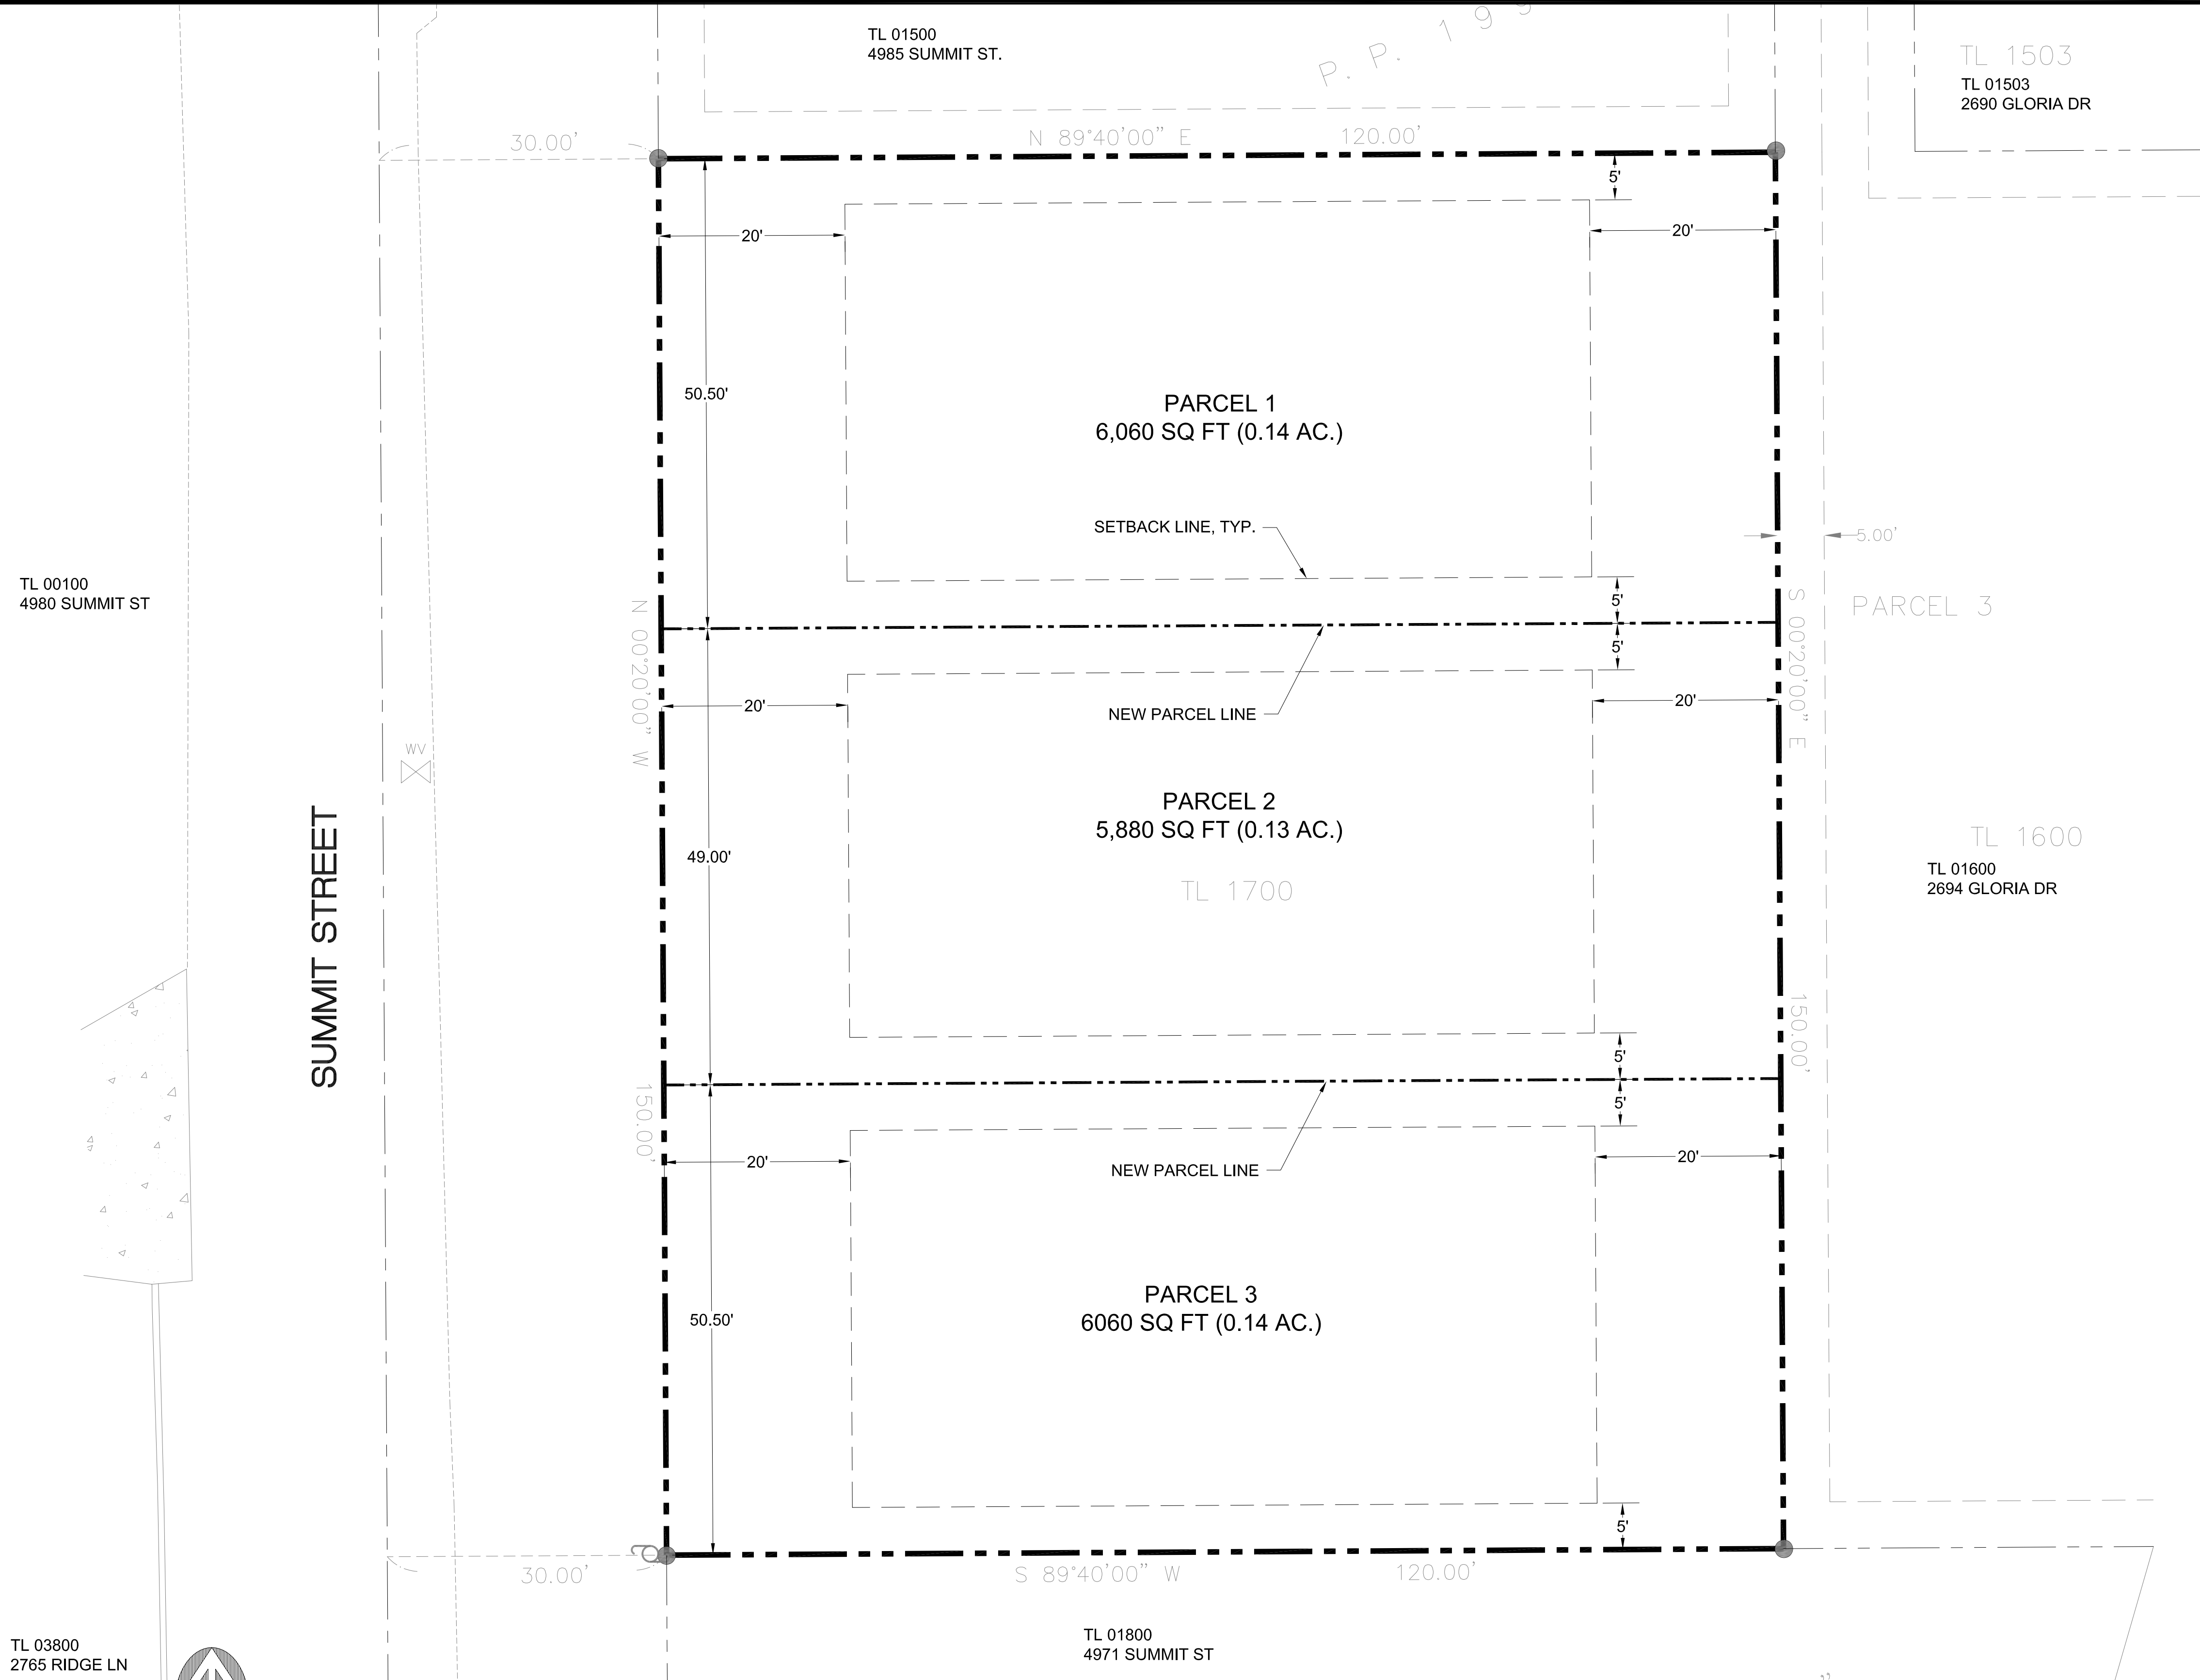 TL 01500
4985 SUMMIT ST.
P. P. 199
TL 1503
TL 01503
2690 GLORIA DR
30.00'
N 89°40'00" E
120.00'
5'
20'
20'
50.50'
PARCEL 1
6,060 SQ FT (0.14 AC.)
SETBACK LINE, TYP.
5.00'
TL 00100
4980 SUMMIT ST
5'
N 00°20'00" W
S 00°20'00" E
PARCEL 3
5'
20'
20'
NEW PARCEL LINE
WV
PARCEL 2
5,880 SQ FT (0.13 AC.)
TL 1600
49.00'
TL 01600
2694 GLORIA DR
TL 1700
SUMMIT STREET
150.00'
150.00'
5'
5'
20'
20'
NEW PARCEL LINE
50.50'
PARCEL 3
6060 SQ FT (0.14 AC.)
5'
30.00'
S 89°40'00" W
120.00'
TL 03800
2765 RIDGE LN
TL 01800
4971 SUMMIT ST